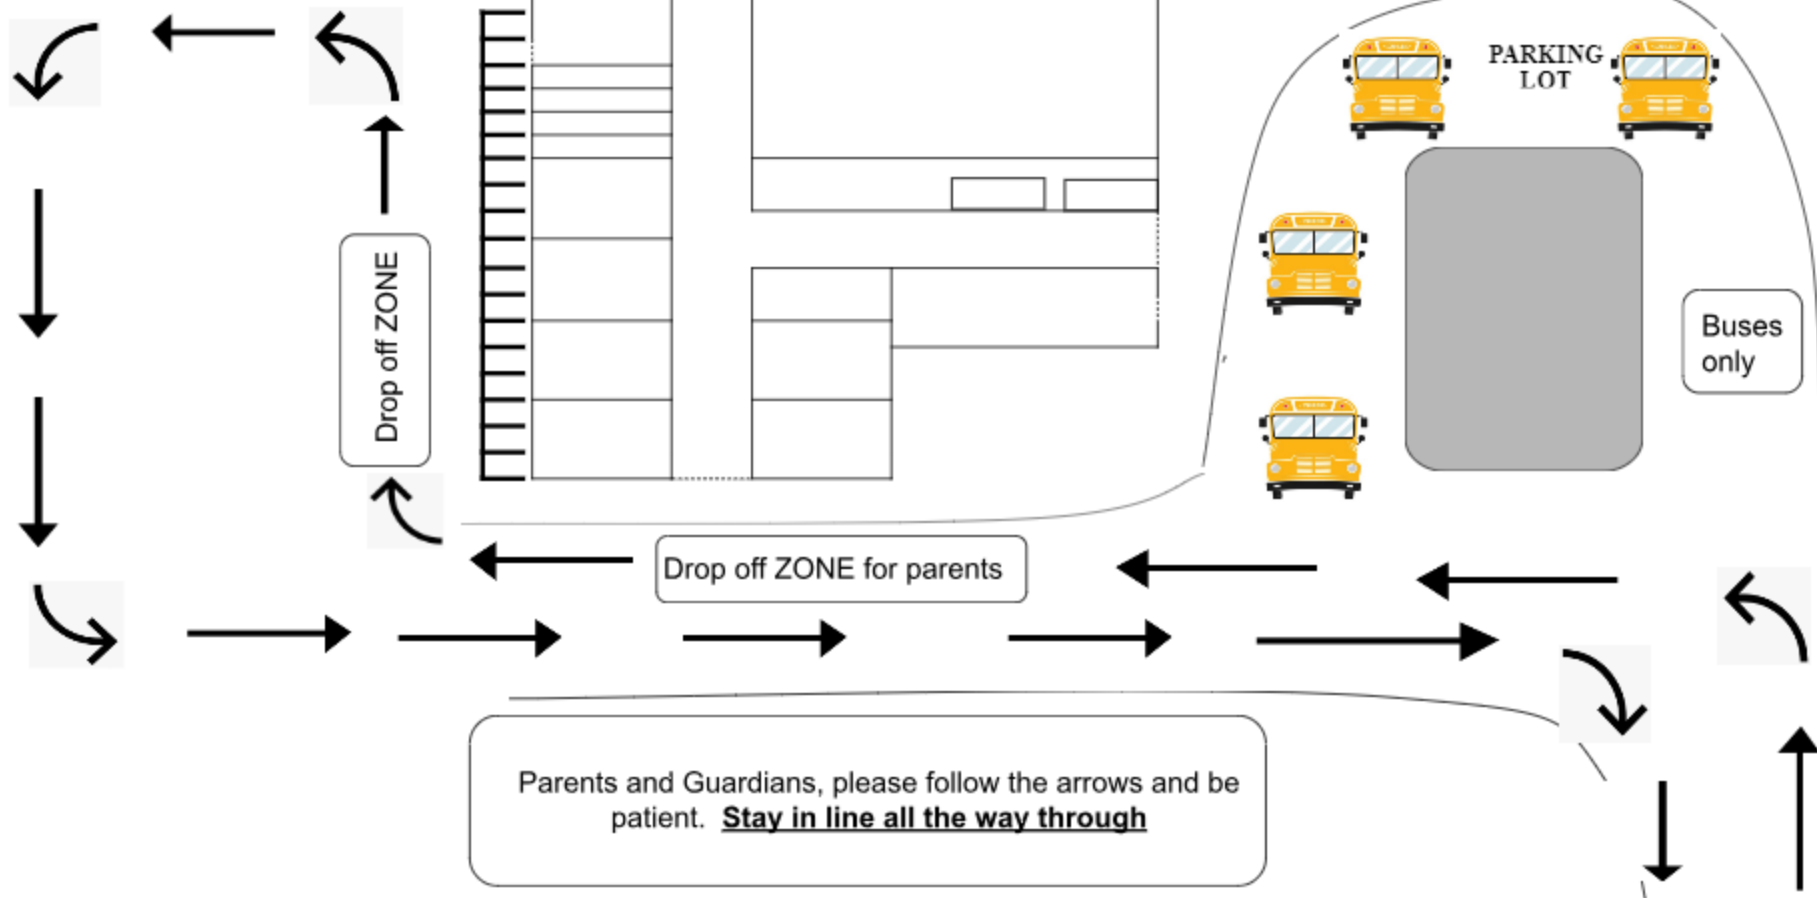 PARKING
LOT
Drop off ZONE
Buses
only
Drop off ZONE for parents
Parents and Guardians, please follow the arrows and be
patient.  Stay in line all the way through